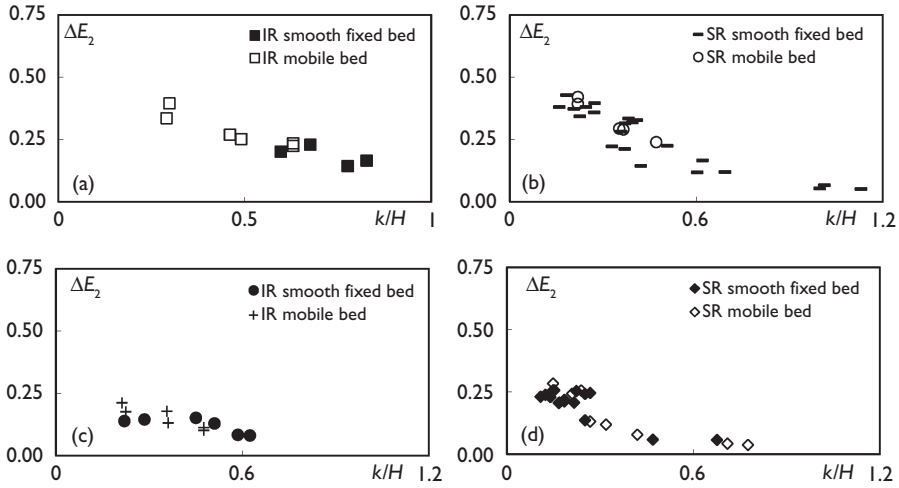 0.75
ΔE2
IR smooth fixed bed
IR mobile bed
0.50
0.25
(a)
0.00
0
0.5
k/H
1
0.75
ΔE2
SR smooth fixed bed
SR mobile bed
0.50
0.25
(b)
0.00
0
0.6
k/H
1.2
0.75
ΔE2
IR smooth fixed bed
IR mobile bed
0.50
0.25
(c)
0.00
0
0.6
k/H
1.2
0.75
ΔE2
SR smooth fixed bed
SR mobile bed
0.50
0.25
(d)
0.00
0
0.6
k/H
1.2